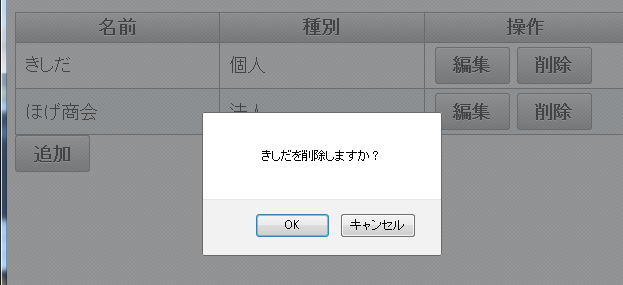 名前 種別 操作
きしだ 個人 編集 削除
ほげ商会 法人 編集 削除
追加
きしだを削除しますか？
OK キャンセル